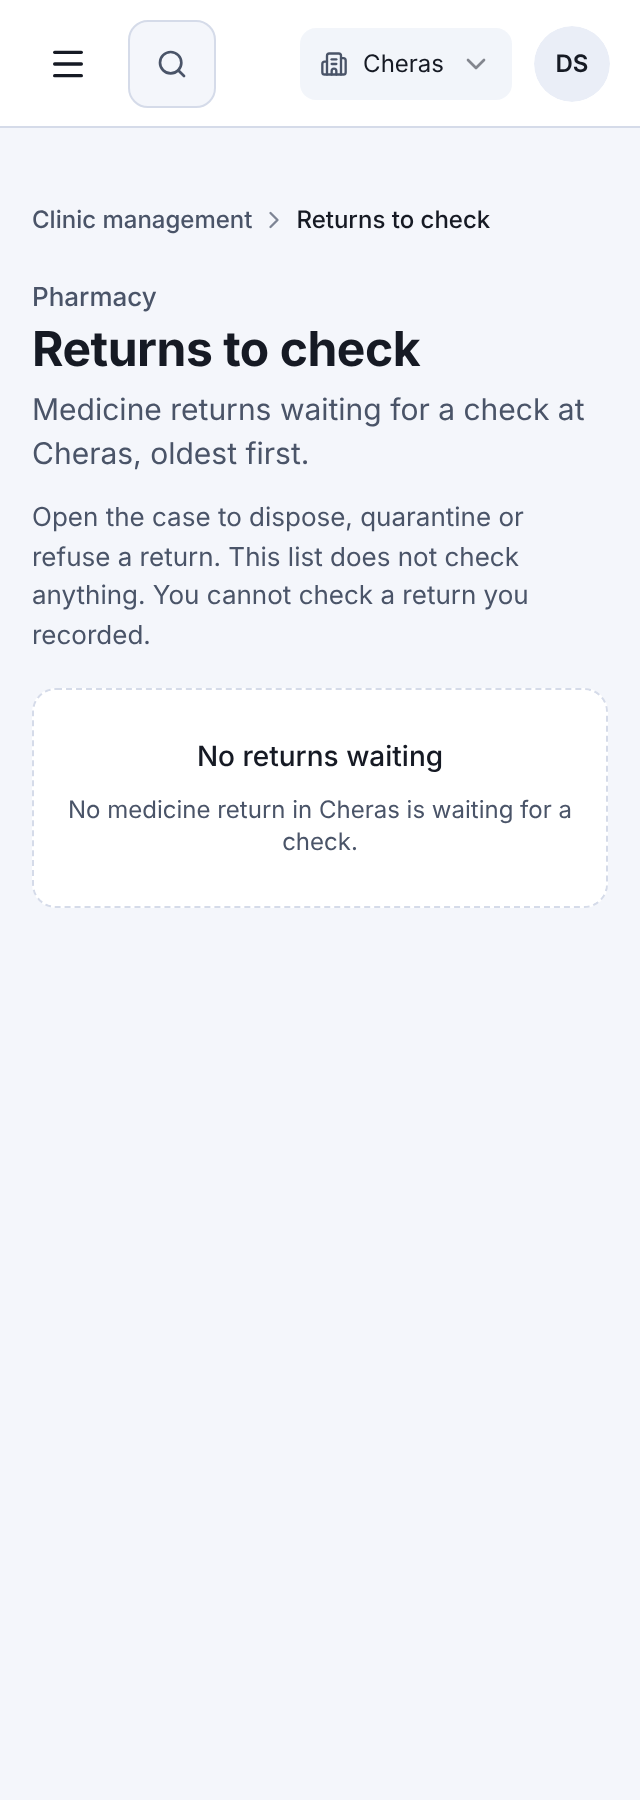 Cheras
DS
Clinic management
Returns to check
Pharmacy
Returns to check
Medicine returns waiting for a check at
Cheras, oldest first.
Open the case to dispose, quarantine or
refuse a return. This list does not check
anything. You cannot check a return you
recorded.
No returns waiting
No medicine return in Cheras is waiting for a
check.